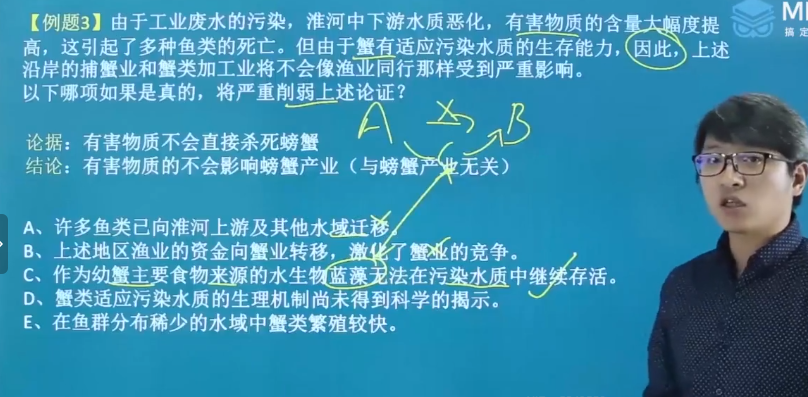 【例题3】由于工业废水的污染，淮河中下游水质恶化，有害物质的含量大幅度提
高，这引起了多种鱼类的死亡。但由于蟹有适应污染水质的生存能力，因此，上述
沿岸的捕蟹业和蟹类加工业将不会像渔业同行那样受到严重影响。
以下哪项如果是真的，将严重削弱上述论证？
A B
论据：有害物质不会直接杀死螃蟹
结论：有害物质的不会影响螃蟹产业（与螃蟹产业无关）
A、许多鱼类已向淮河上游及其他水域迁移。
B、上述地区渔业的资金向蟹业转移，激化了蟹业的竞争。
C、作为幼蟹主要食物来源的水生物蓝藻无法在污染水质中继续存活。
D、蟹类适应污染水质的生理机制尚未得到科学的揭示。
E、在鱼群分布稀少的水域中蟹类繁殖较快。